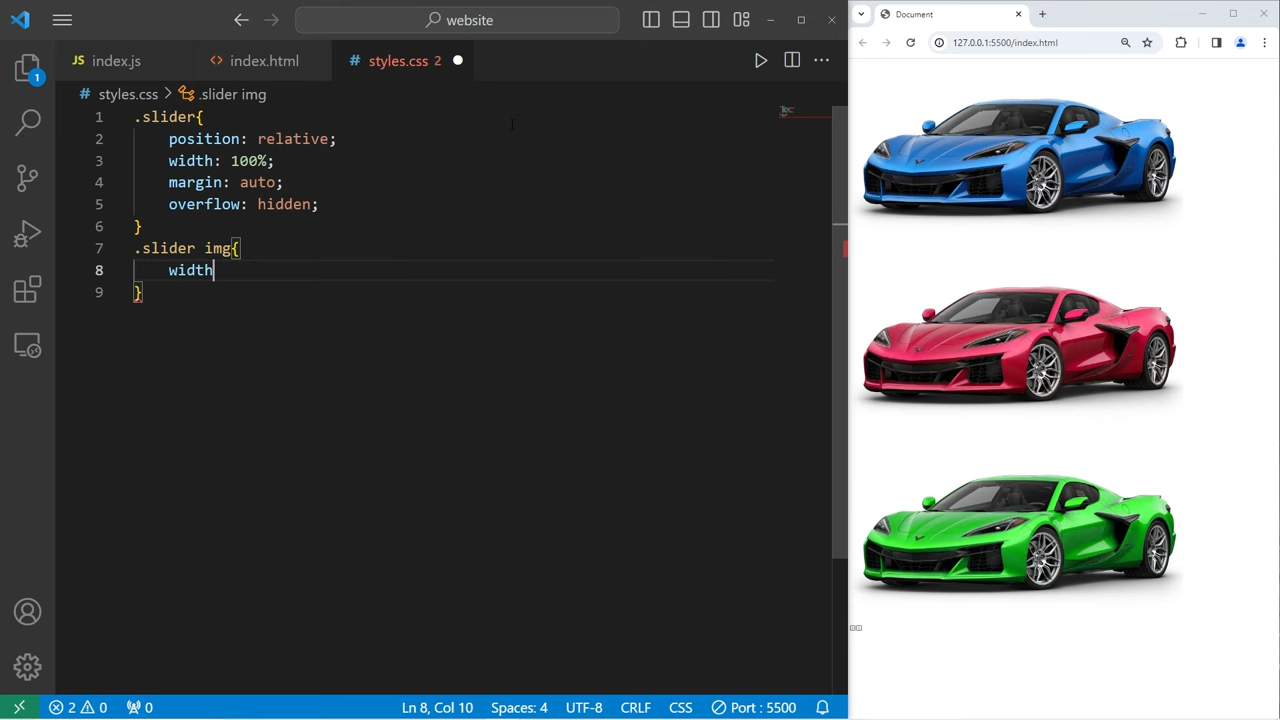 website
Document
JS index.js
<> index.html
# styles.css 2
127.0.0.1:5500/index.html
# styles.css > .slider img
1 .slider{
2 position: relative;
3 width: 100%;
4 margin: auto;
5 overflow: hidden;
6 }
7 .slider img{
8 width
9 }
1
2 0 0 Ln 8, Col 10 Spaces: 4 UTF-8 CRLF CSS Port : 5500